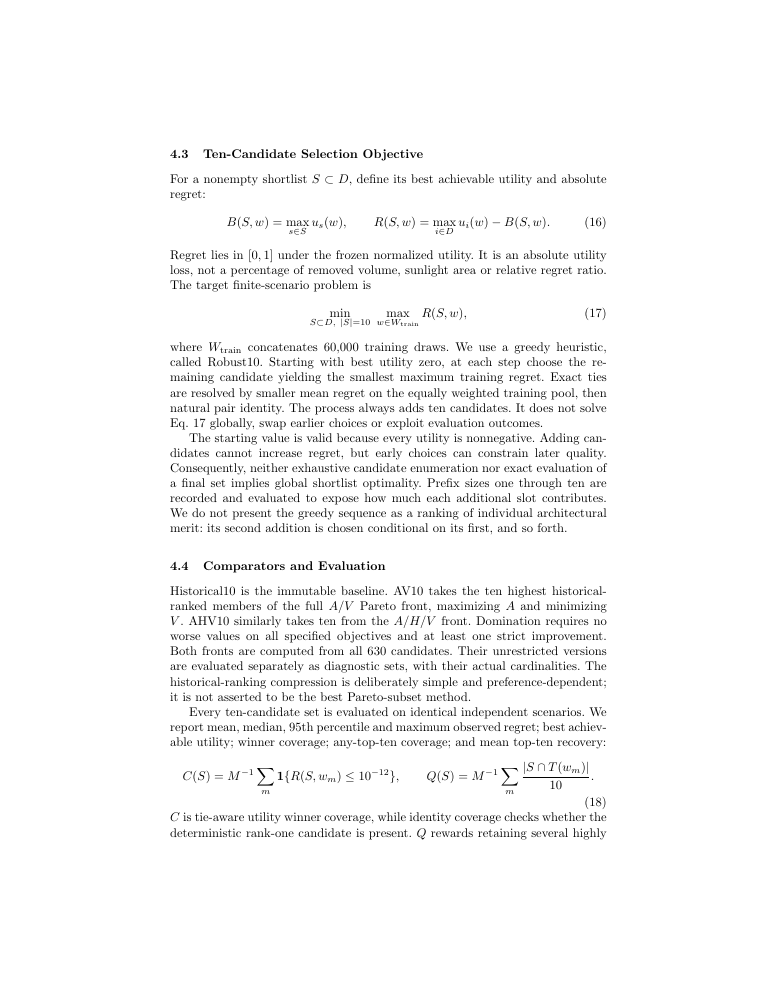 4.3 Ten-Candidate Selection Objective
For a nonempty shortlist S ⊂ D, define its best achievable utility and absolute
regret:
B(S, w) = max_{s∈S} u_s(w), R(S, w) = max_{i∈D} u_i(w) − B(S, w). (16)
Regret lies in [0, 1] under the frozen normalized utility. It is an absolute utility
loss, not a percentage of removed volume, sunlight area or relative regret ratio.
The target finite-scenario problem is
min_{S⊂D, |S|=10} max_{w∈W_train} R(S, w), (17)
where W_train concatenates 60,000 training draws. We use a greedy heuristic,
called Robust10. Starting with best utility zero, at each step choose the re-
maining candidate yielding the smallest maximum training regret. Exact ties
are resolved by smaller mean regret on the equally weighted training pool, then
natural pair identity. The process always adds ten candidates. It does not solve
Eq. 17 globally, swap earlier choices or exploit evaluation outcomes.
The starting value is valid because every utility is nonnegative. Adding can-
didates cannot increase regret, but early choices can constrain later quality.
Consequently, neither exhaustive candidate enumeration nor exact evaluation of
a final set implies global shortlist optimality. Prefix sizes one through ten are
recorded and evaluated to expose how much each additional slot contributes.
We do not present the greedy sequence as a ranking of individual architectural
merit: its second addition is chosen conditional on its first, and so forth.
4.4 Comparators and Evaluation
Historical10 is the immutable baseline. AV10 takes the ten highest historical-
ranked members of the full A/V Pareto front, maximizing A and minimizing
V. AHV10 similarly takes ten from the A/H/V front. Domination requires no
worse values on all specified objectives and at least one strict improvement.
Both fronts are computed from all 630 candidates. Their unrestricted versions
are evaluated separately as diagnostic sets, with their actual cardinalities. The
historical-ranking compression is deliberately simple and preference-dependent;
it is not asserted to be the best Pareto-subset method.
Every ten-candidate set is evaluated on identical independent scenarios. We
report mean, median, 95th percentile and maximum observed regret; best achiev-
able utility; winner coverage; any-top-ten coverage; and mean top-ten recovery:
C(S) = M^{−1} ∑_m 1{R(S, w_m) ≤ 10^{−12}}, Q(S) = M^{−1} ∑_m |S ∩ T(w_m)| / 10.
(18)
C is tie-aware utility winner coverage, while identity coverage checks whether the
deterministic rank-one candidate is present. Q rewards retaining several highly